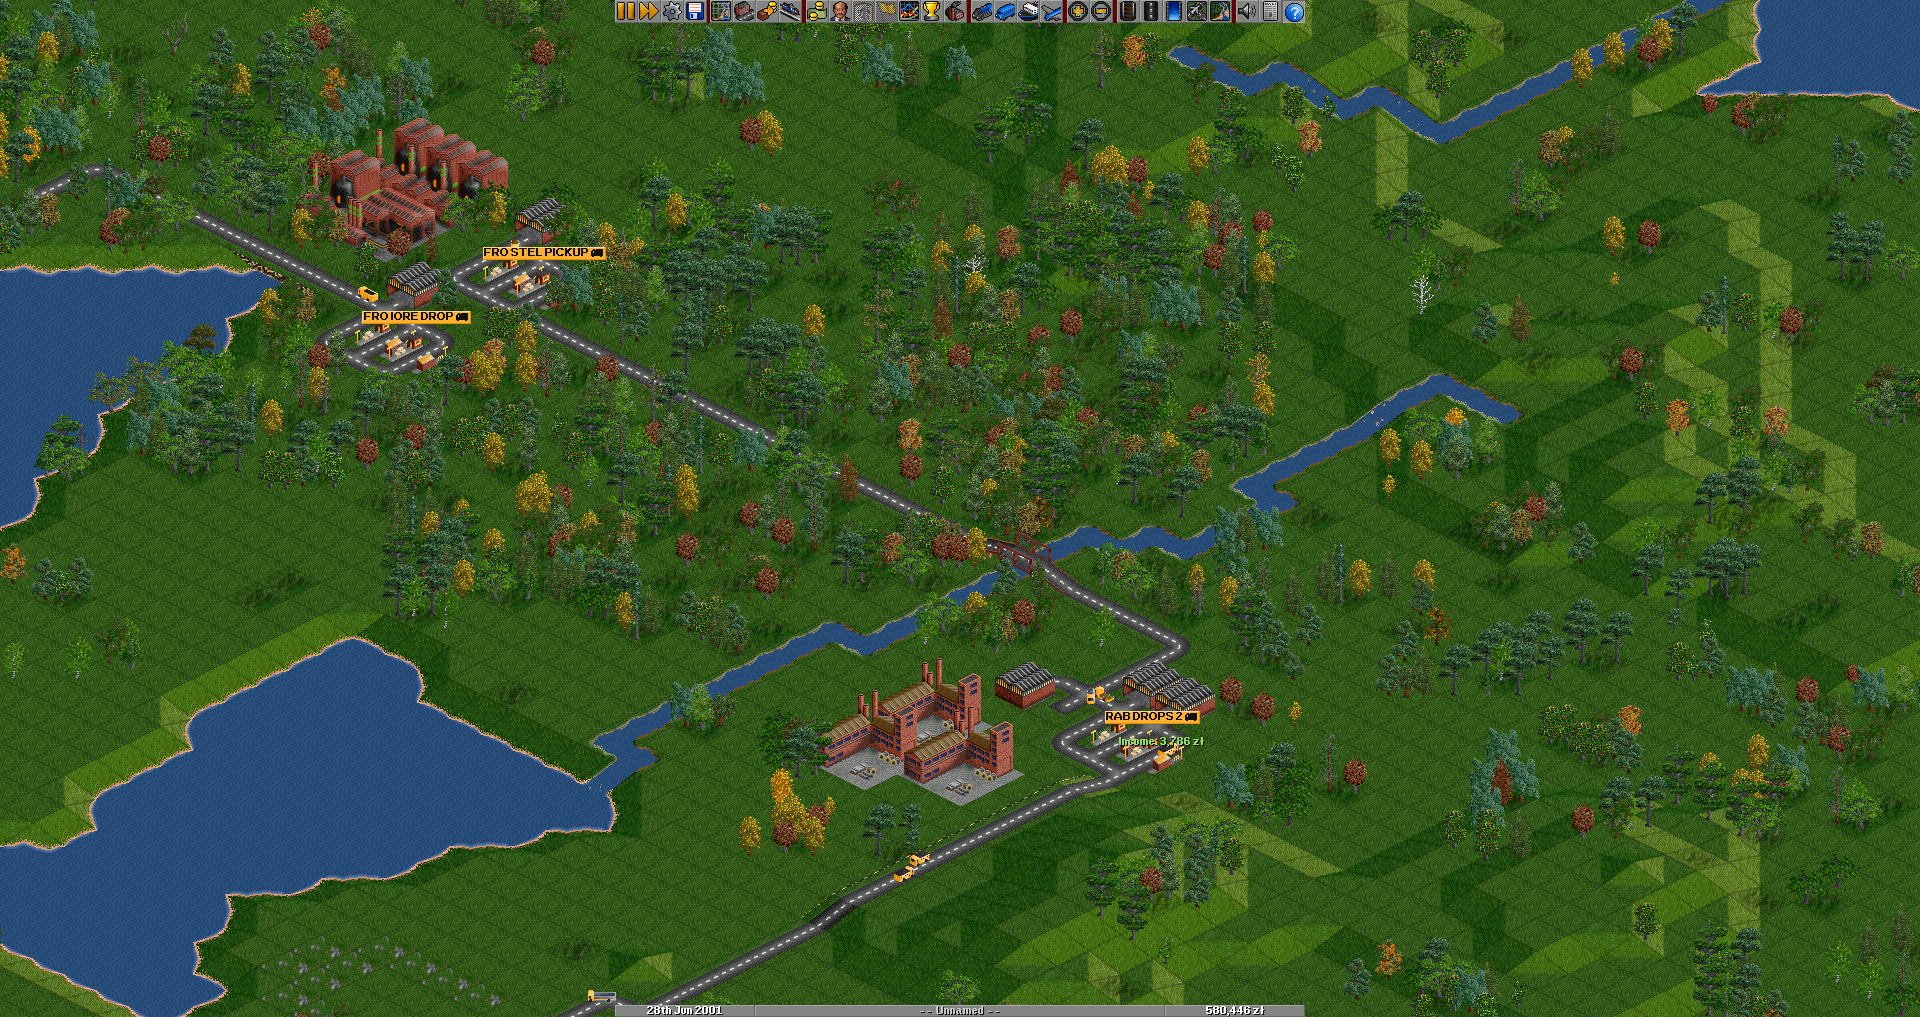 FRO STEL PICKUP
FRO IORE DROP
RAB DROPS 2
Income: 3,786 zł
28th Jun 2001
- - Unnamed - -
580,446 zł